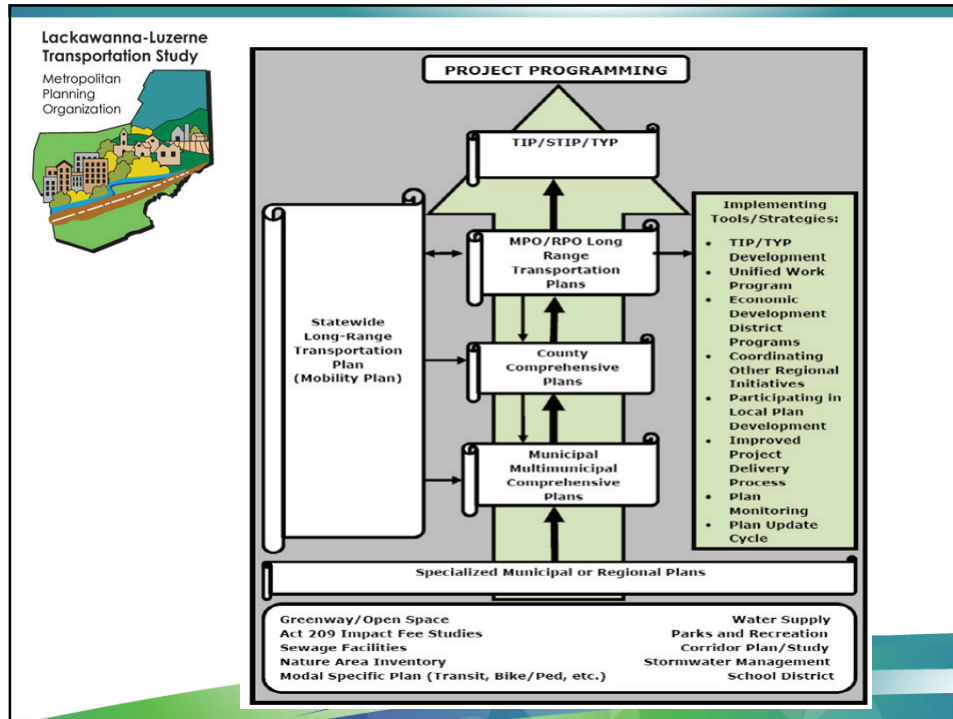 Lackawanna-Luzerne
Transportation Study
Metropolitan
Planning
Organization
PROJECT PROGRAMMING
TIP/STIP/TYP
MPO/RPO Long
Range
Transportation
Plans
Statewide
Long-Range
Transportation
Plan
(Mobility Plan)
County
Comprehensive
Plans
Municipal
Multimunicipal
Comprehensive
Plans
Implementing
Tools/Strategies:
• TIP/TYP
Development
• Unified Work
Program
• Economic
Development
District
Programs
• Coordinating
Other Regional
Initiatives
• Participating in
Local Plan
Development
• Improved
Project
Delivery
Process
• Plan
Monitoring
• Plan Update
Cycle
Specialized Municipal or Regional Plans
Greenway/Open Space
Act 209 Impact Fee Studies
Sewage Facilities
Nature Area Inventory
Modal Specific Plan (Transit, Bike/Ped, etc.)
Water Supply
Parks and Recreation
Corridor Plan/Study
Stormwater Management
School District